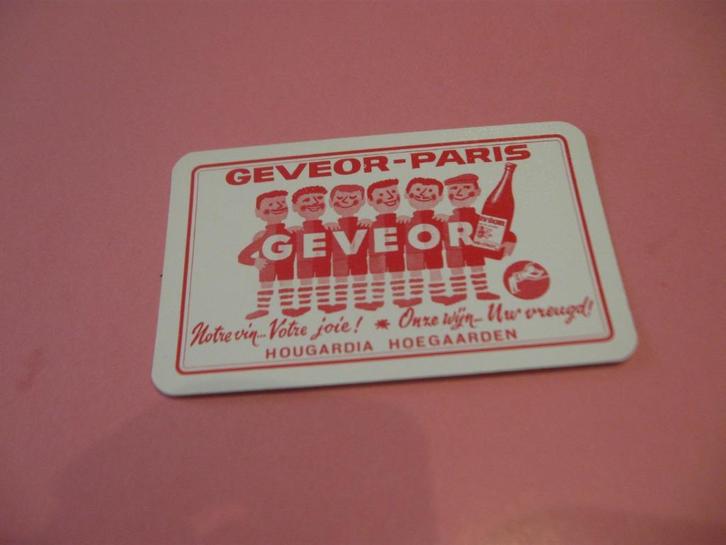 GEVEOR-PARIS
GEVEOR
Notre vin... Votre joie! * Onze wijn... Uw vreugd!
HOUGARDIA HOEGAARDEN